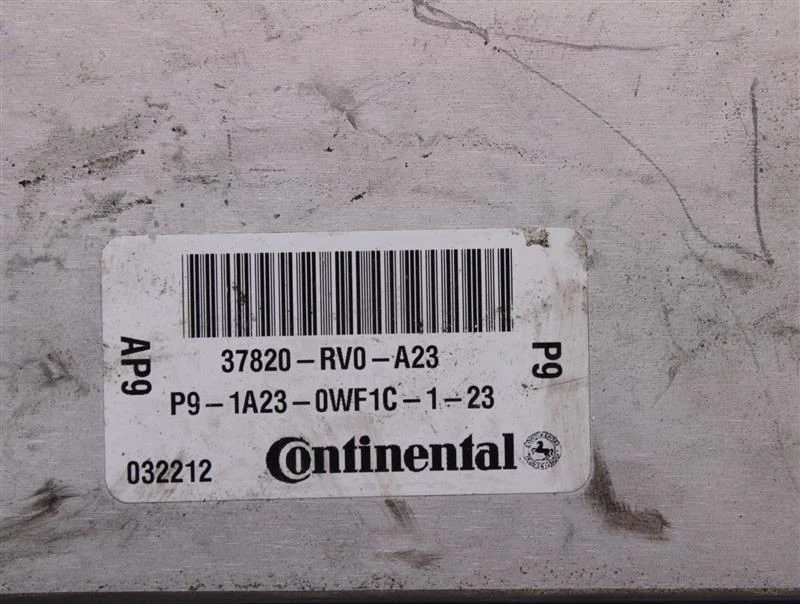 37820-RV0-A23
P9-1A23-0WF1C-1-23
AP9
P9
032212
Continental